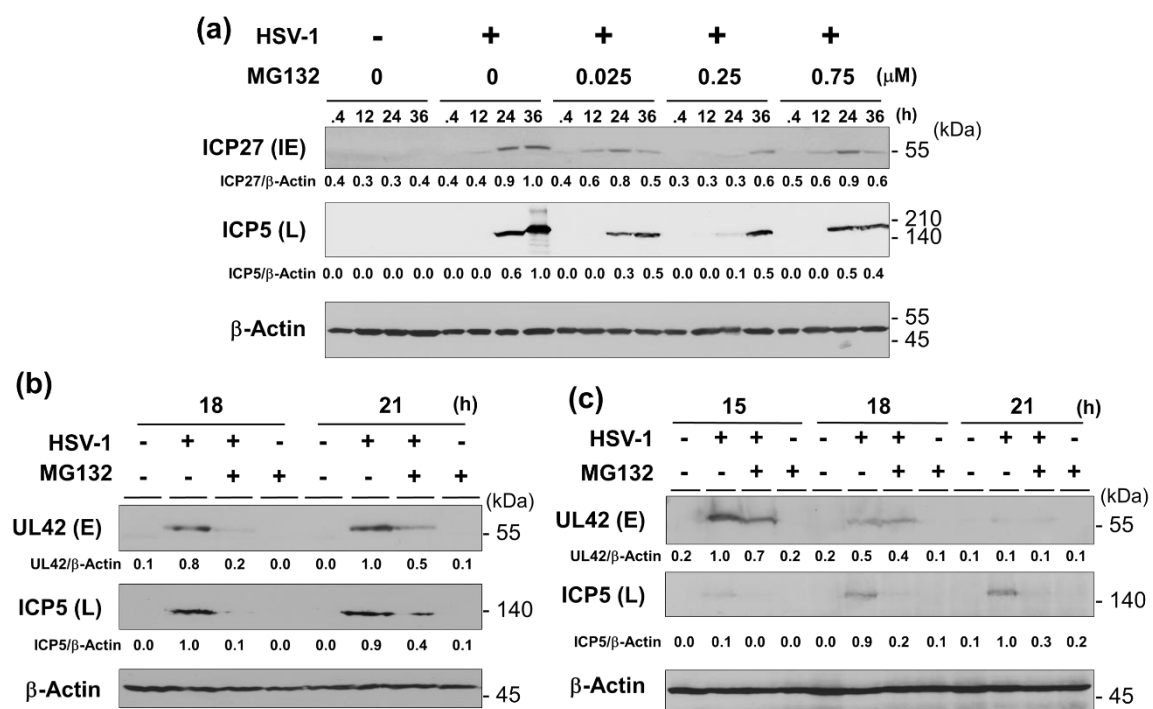 (a)
HSV-1 - + + + +
MG132 0 0 0.025 0.25 0.75 (μM)
.4 12 24 36 .4 12 24 36 .4 12 24 36 .4 12 24 36 .4 12 24 36 (h)
(kDa)
ICP27 (IE) - 55
ICP27/β-Actin 0.4 0.3 0.3 0.4 0.4 0.4 0.9 1.0 0.4 0.6 0.8 0.5 0.3 0.3 0.3 0.6 0.5 0.6 0.9 0.6
- 210
ICP5 (L) - 140
ICP5/β-Actin 0.0 0.0 0.0 0.0 0.0 0.0 0.6 1.0 0.0 0.0 0.3 0.5 0.0 0.0 0.1 0.5 0.0 0.0 0.5 0.4
- 55
β-Actin
- 45
(b)
18 21 (h)
HSV-1 - + + - - + + -
MG132 - - + + - - + +
(kDa)
UL42 (E) - 55
UL42/β-Actin 0.1 0.8 0.2 0.0 0.0 1.0 0.5 0.1
ICP5 (L) - 140
ICP5/β-Actin 0.0 1.0 0.1 0.0 0.0 0.9 0.4 0.1
β-Actin - 45
(c)
15 18 21 (h)
HSV-1 - + + - - + + - - + + -
MG132 - - + + - - + + - - + +
(kDa)
UL42 (E) - 55
UL42/β-Actin 0.2 1.0 0.7 0.2 0.2 0.5 0.4 0.1 0.1 0.1 0.1 0.1
ICP5 (L) - 140
ICP5/β-Actin 0.0 0.1 0.0 0.0 0.0 0.9 0.2 0.1 0.1 1.0 0.3 0.2
β-Actin - 45